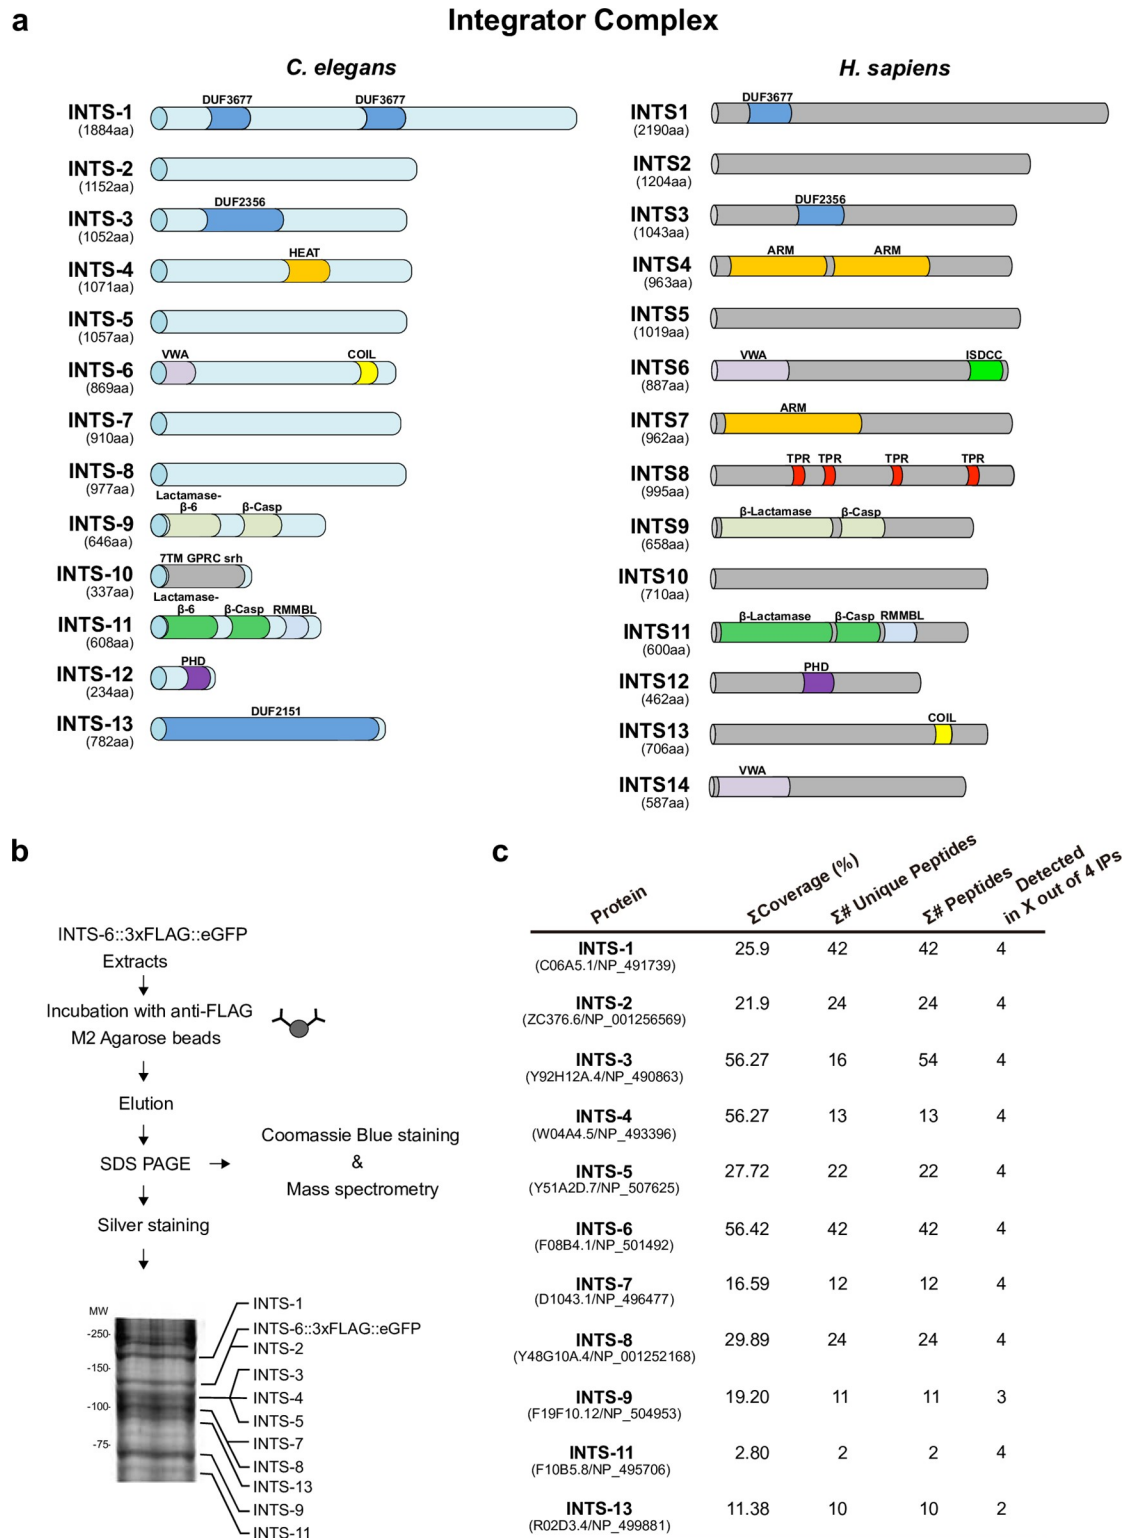 a
Integrator Complex
C. elegans
DUF3677 DUF3677
INTS-1
(1884aa)
INTS-2
(1152aa)
DUF2356
INTS-3
(1052aa)
HEAT
INTS-4
(1071aa)
INTS-5
(1057aa)
VWA COIL
INTS-6
(869aa)
INTS-7
(910aa)
INTS-8
(977aa)
Lactamase-
β-6 β-Casp
INTS-9
(646aa)
7TM GPRC srh
INTS-10
(337aa)
Lactamase-
β-6 β-Casp RMMBL
INTS-11
(608aa)
PHD
INTS-12
(234aa)
DUF2151
INTS-13
(782aa)
H. sapiens
DUF3677
INTS1
(2190aa)
INTS2
(1204aa)
DUF2356
INTS3
(1043aa)
ARM ARM
INTS4
(963aa)
INTS5
(1019aa)
VWA ISDCC
INTS6
(887aa)
ARM
INTS7
(962aa)
TPR TPR TPR TPR
INTS8
(995aa)
β-Lactamase β-Casp
INTS9
(658aa)
INTS10
(710aa)
β-Lactamase β-Casp RMMBL
INTS11
(600aa)
PHD
INTS12
(462aa)
COIL
INTS13
(706aa)
VWA
INTS14
(587aa)
b
INTS-6::3xFLAG::eGFP
Extracts
Incubation with anti-FLAG
M2 Agarose beads
Elution
SDS PAGE
Coomassie Blue staining
&
Mass spectrometry
Silver staining
MW
-250-
-150-
-100-
-75-
INTS-1
INTS-6::3xFLAG::eGFP
INTS-2
INTS-3
INTS-4
INTS-5
INTS-7
INTS-8
INTS-13
INTS-9
INTS-11
c
Protein ΣCoverage (%) Σ# Unique Peptides Σ# Peptides Detected
in X out of 4 IPs
INTS-1 25.9 42 42 4
(C06A5.1/NP_491739)
INTS-2 21.9 24 24 4
(ZC376.6/NP_001256569)
INTS-3 56.27 16 54 4
(Y92H12A.4/NP_490863)
INTS-4 56.27 13 13 4
(W04A4.5/NP_493396)
INTS-5 27.72 22 22 4
(Y51A2D.7/NP_507625)
INTS-6 56.42 42 42 4
(F08B4.1/NP_501492)
INTS-7 16.59 12 12 4
(D1043.1/NP_496477)
INTS-8 29.89 24 24 4
(Y48G10A.4/NP_001252168)
INTS-9 19.20 11 11 3
(F19F10.12/NP_504953)
INTS-11 2.80 2 2 4
(F10B5.8/NP_495706)
INTS-13 11.38 10 10 2
(R02D3.4/NP_499881)